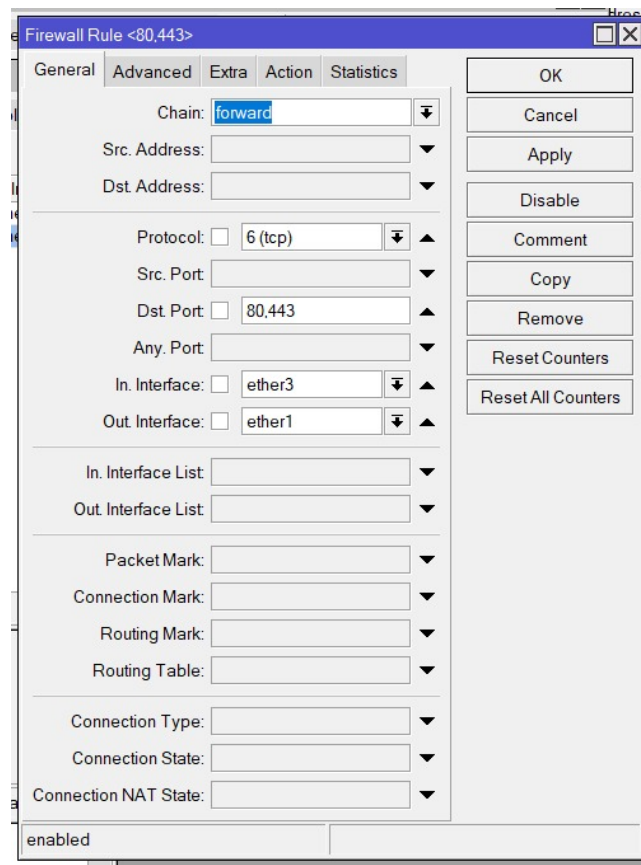 Firewall Rule <80,443>
General Advanced Extra Action Statistics
Chain: forward
Src. Address:
Dst. Address:
Protocol: 6 (tcp)
Src. Port:
Dst. Port: 80,443
Any. Port:
In. Interface: ether3
Out. Interface: ether1
In. Interface List:
Out. Interface List:
Packet Mark:
Connection Mark:
Routing Mark:
Routing Table:
Connection Type:
Connection State:
Connection NAT State:
enabled
OK
Cancel
Apply
Disable
Comment
Copy
Remove
Reset Counters
Reset All Counters